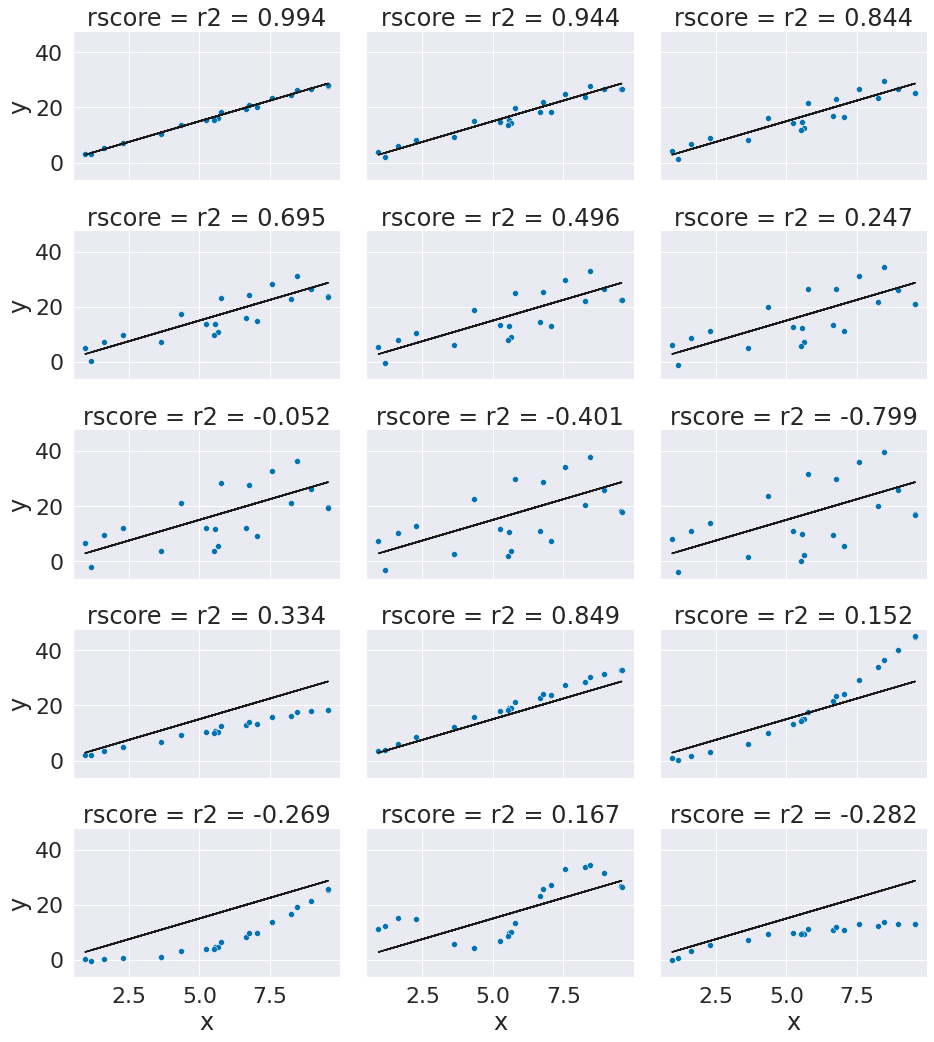 rscore = r2 = 0.994 rscore = r2 = 0.944 rscore = r2 = 0.844
40
20
0
y
rscore = r2 = 0.695 rscore = r2 = 0.496 rscore = r2 = 0.247
40
20
0
y
rscore = r2 = -0.052 rscore = r2 = -0.401 rscore = r2 = -0.799
40
20
0
y
rscore = r2 = 0.334 rscore = r2 = 0.849 rscore = r2 = 0.152
40
20
0
y
rscore = r2 = -0.269 rscore = r2 = 0.167 rscore = r2 = -0.282
40
20
0
y
2.5 5.0 7.5 2.5 5.0 7.5 2.5 5.0 7.5
x x x